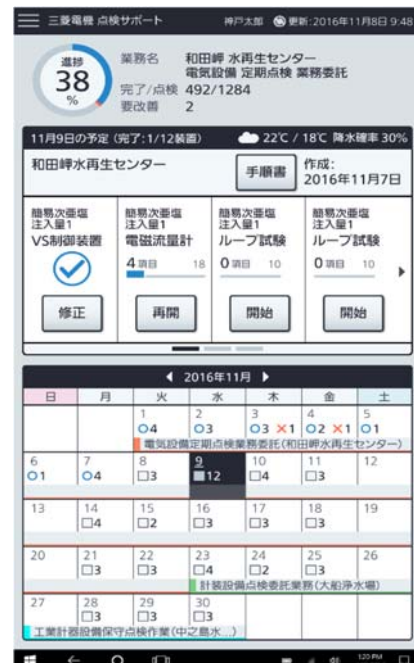 三菱電機 点検サポート 神戸太郎 更新:2016年11月8日 9:48
進捗
38
%
業務名 和田岬 水再生センター
電気設備 定期点検 業務委託
完了/点検 492/1284
要改善 2
11月9日の予定 (完了:1/12装置) 22℃ / 18℃ 降水確率 30%
和田岬水再生センター 手順書 作成:
2016年11月7日
簡易次亜塩
注入量1
VS制御装置
修正
簡易次亜塩
注入量1
電磁流量計
4項目 18
再開
簡易次亜塩
注入量1
ループ試験
0項目 10
開始
簡易次亜塩
注入量1
ループ試験
0項目 10
開始
2016年11月
日 月 火 水 木 金 土
1 2 3 4 5
○4 ○3 ○3 ×1 ○2 ×1 ○1
電気設備定期点検業務委託(和田岬水再生センター)
6 7 8 9 10 11 12
○1 ○4 □3 ■12 □4 □3
13 14 15 16 17 18 19
□4 □2 □3 □3 □3
20 21 22 23 24 25 26
□3 □3 □4 □2 □3
計装設備点検委託業務(大船浄水場)
27 28 29 30
□3 □3 □3
工業計器設備保守点検作業(中之島水...)
1:20 PM